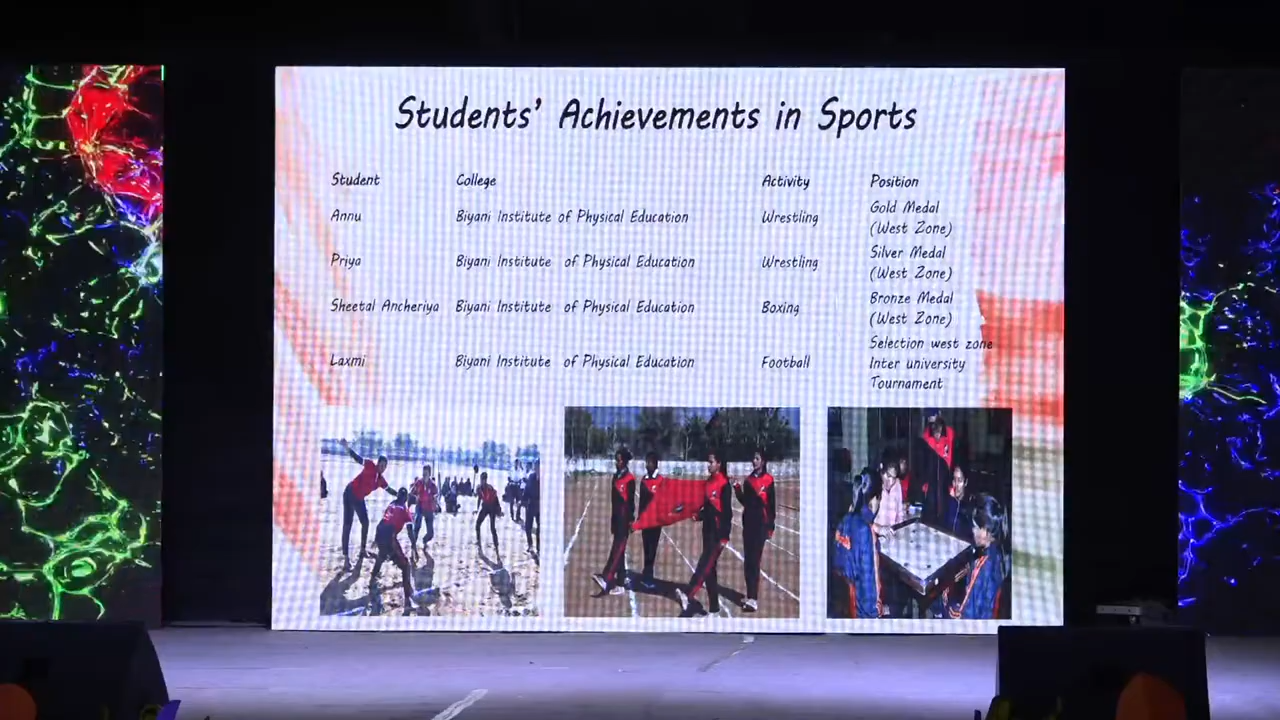 Students' Achievements in Sports
Student College Activity Position
Annu Biyani Institute of Physical Education Wrestling Gold Medal
(West Zone)
Priya Biyani Institute of Physical Education Wrestling Silver Medal
(West Zone)
Sheetal Ancheriya Biyani Institute of Physical Education Boxing Bronze Medal
(West Zone)
Selection west zone
Laxmi Biyani Institute of Physical Education Football Inter university
Tournament